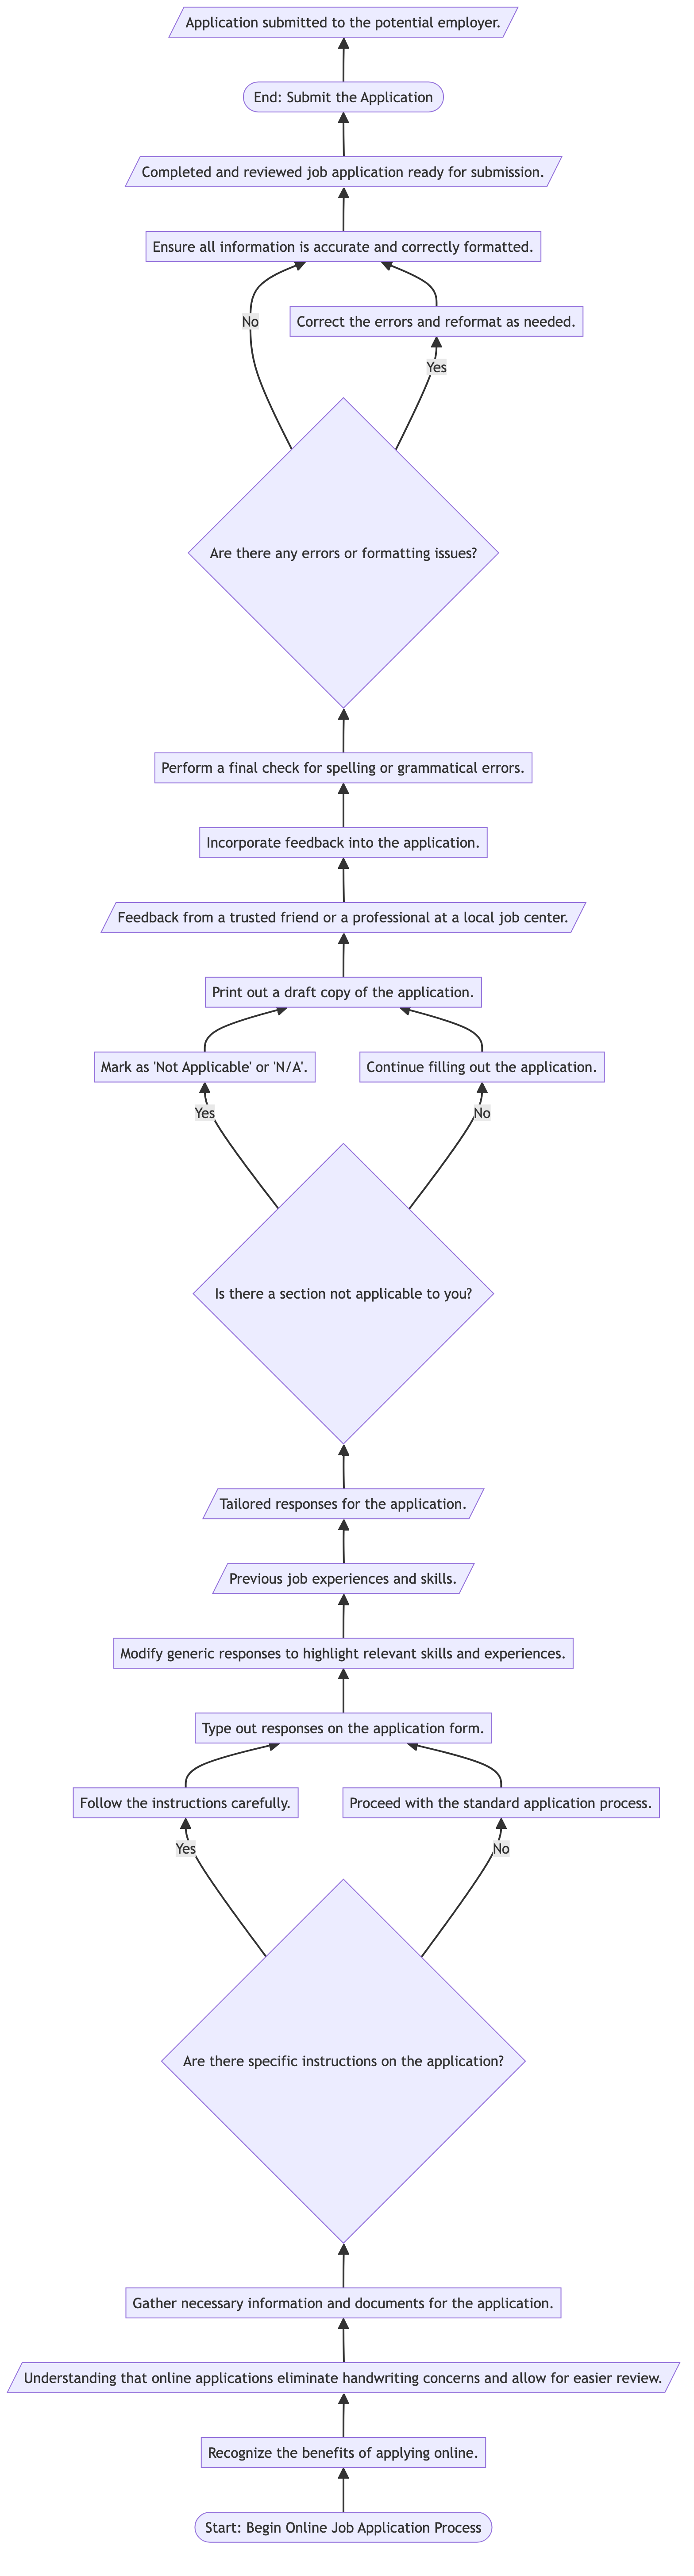 Application submitted to the potential employer.
End: Submit the Application
Completed and reviewed job application ready for submission.
Ensure all information is accurate and correctly formatted.
No
Correct the errors and reformat as needed.
Yes
Are there any errors or formatting issues?
Perform a final check for spelling or grammatical errors.
Incorporate feedback into the application.
Feedback from a trusted friend or a professional at a local job center.
Print out a draft copy of the application.
Mark as 'Not Applicable' or 'N/A'.
Continue filling out the application.
Yes
No
Is there a section not applicable to you?
Tailored responses for the application.
Previous job experiences and skills.
Modify generic responses to highlight relevant skills and experiences.
Type out responses on the application form.
Follow the instructions carefully.
Proceed with the standard application process.
Yes
No
Are there specific instructions on the application?
Gather necessary information and documents for the application.
Understanding that online applications eliminate handwriting concerns and allow for easier review.
Recognize the benefits of applying online.
Start: Begin Online Job Application Process